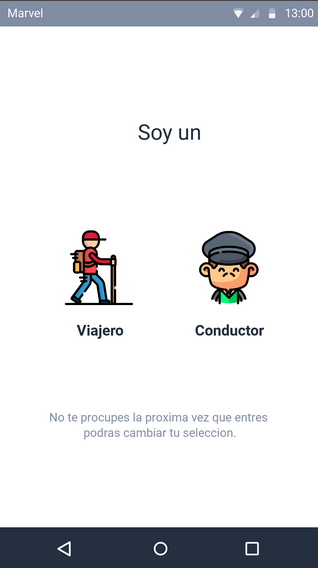 Marvel 13:00
Soy un
Viajero Conductor
No te procupes la proxima vez que entres
podras cambiar tu seleccion.